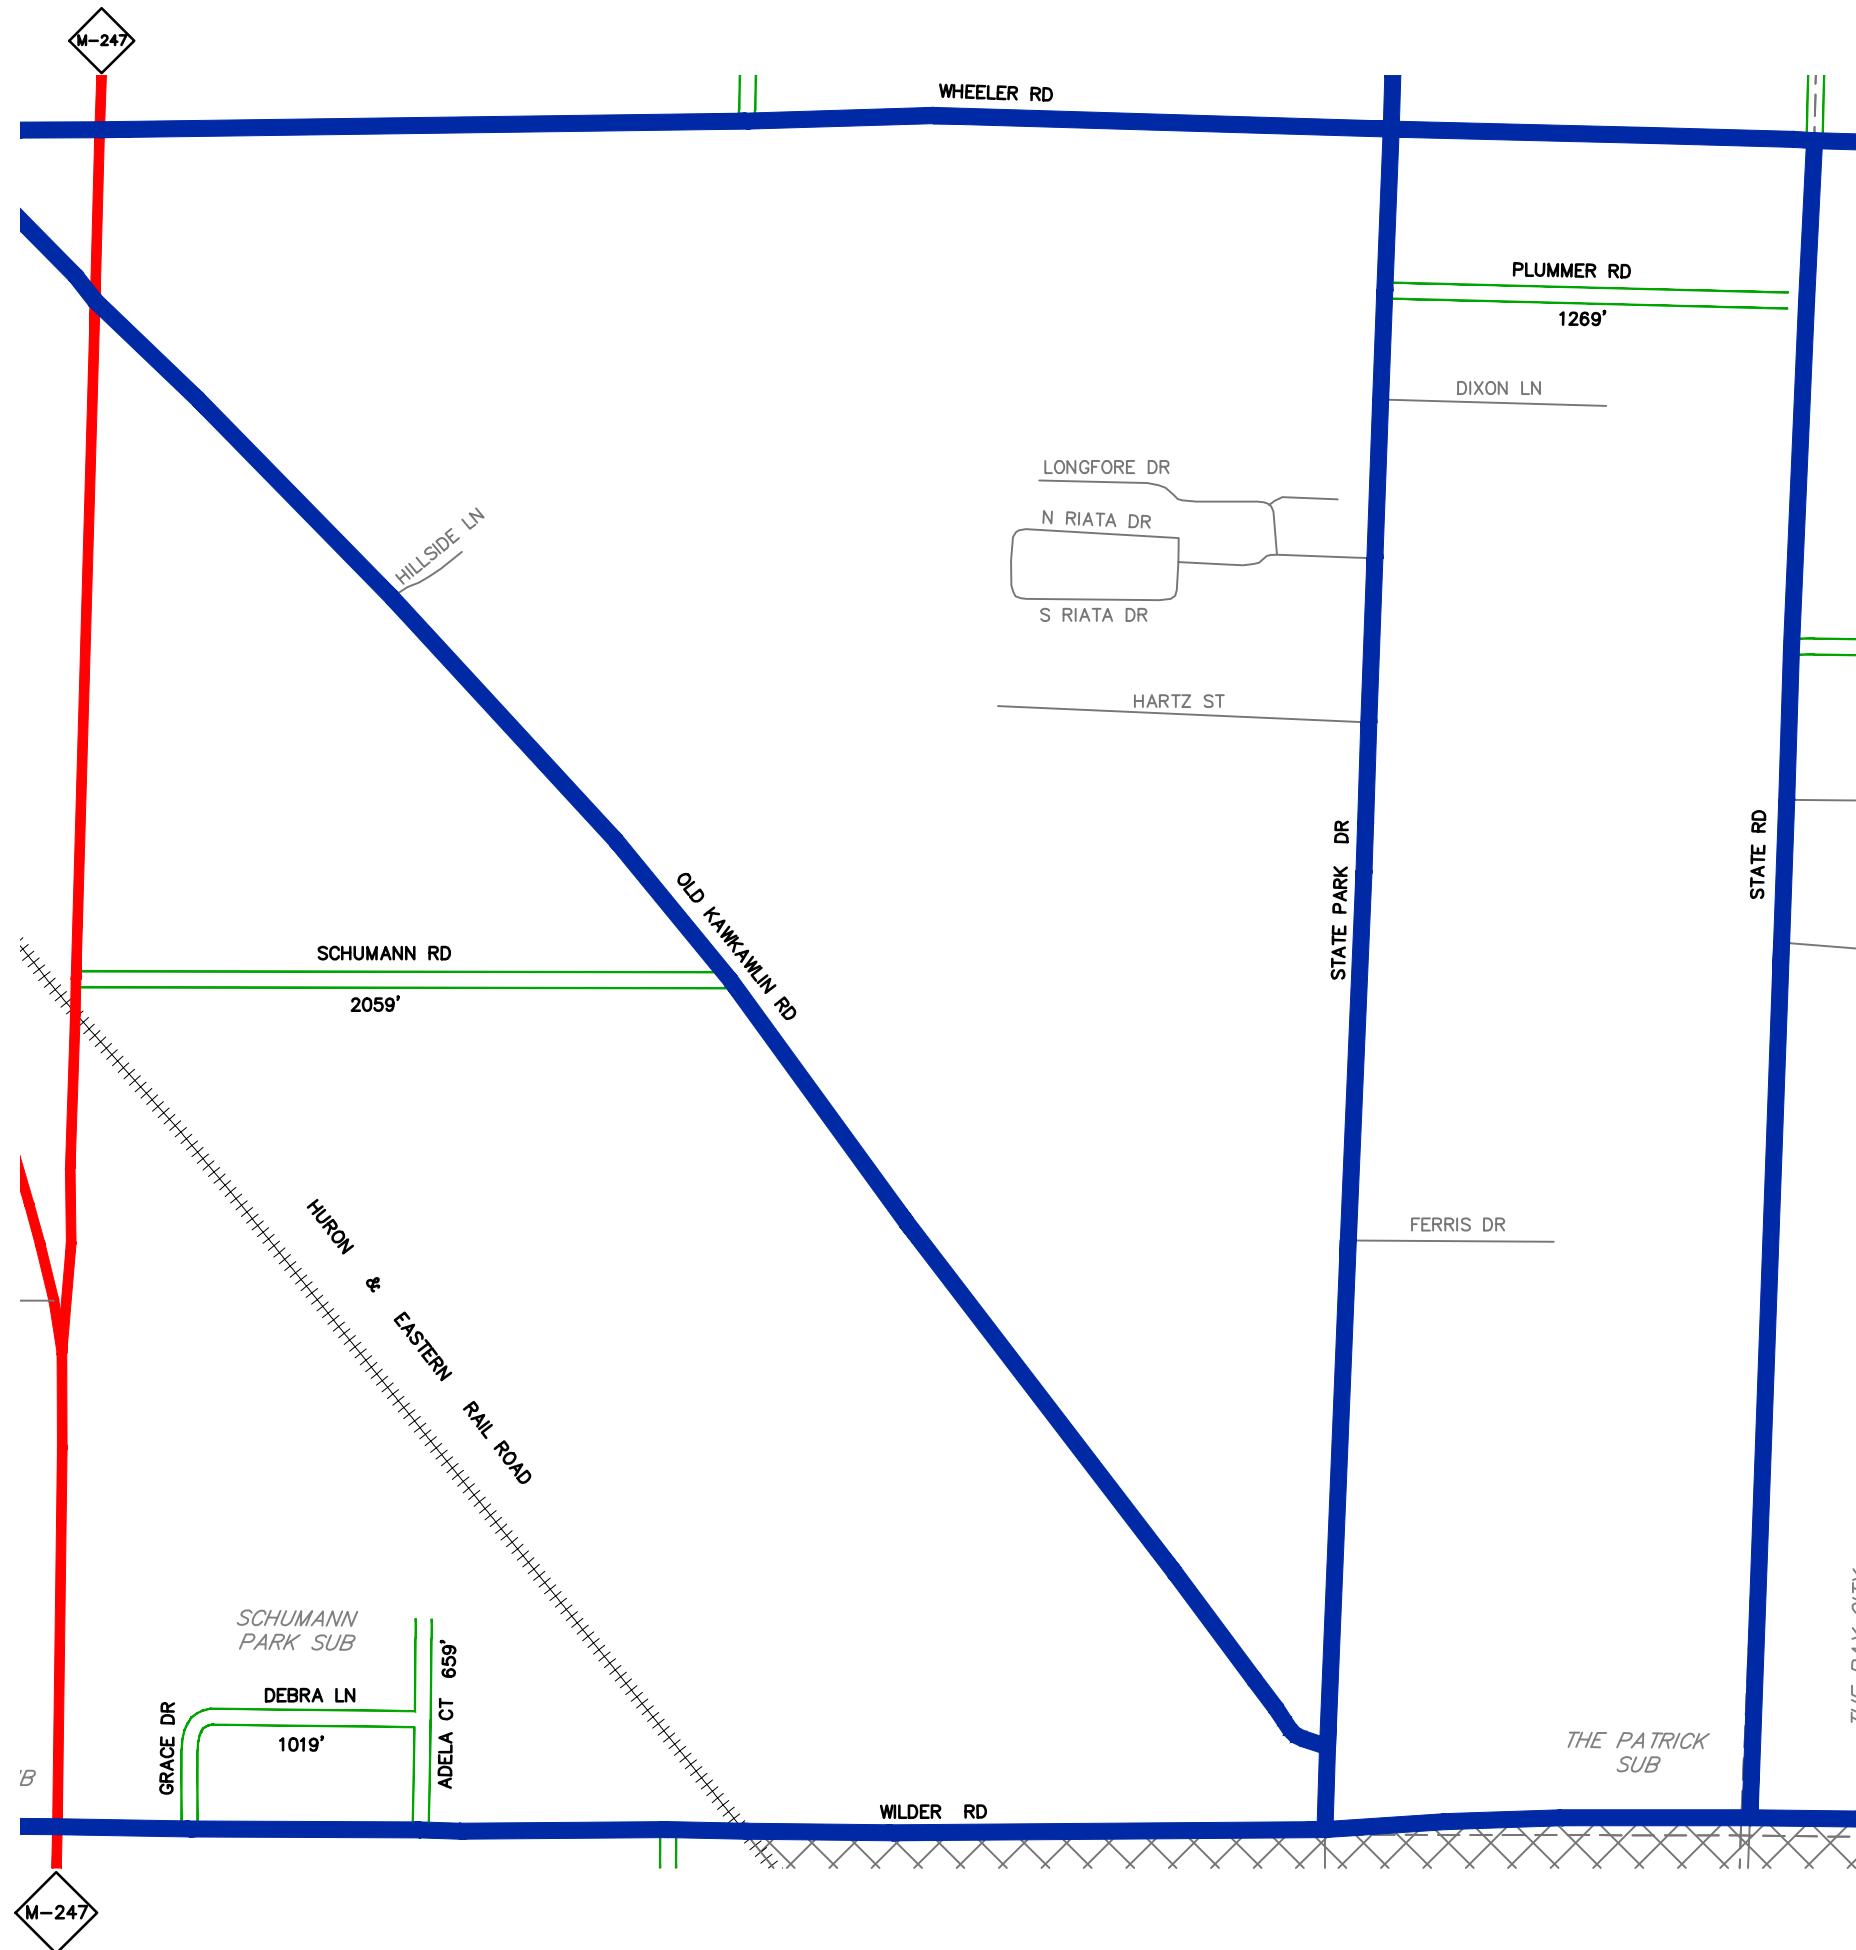 M-247
WHEELER RD
PLUMMER RD
1269'
DIXON LN
LONGFORE DR
N RIATA DR
HILLSIDE LN
S RIATA DR
HARTZ ST
STATE PARK DR
STATE RD
OLD KAWKAWLIN RD
SCHUMANN RD
2059'
HURON & EASTERN RAIL ROAD
FERRIS DR
SCHUMANN
PARK SUB
ADELA CT 659'
DEBRA LN
GRACE DR
1019'
THE PATRICK
SUB
WILDER RD
M-247